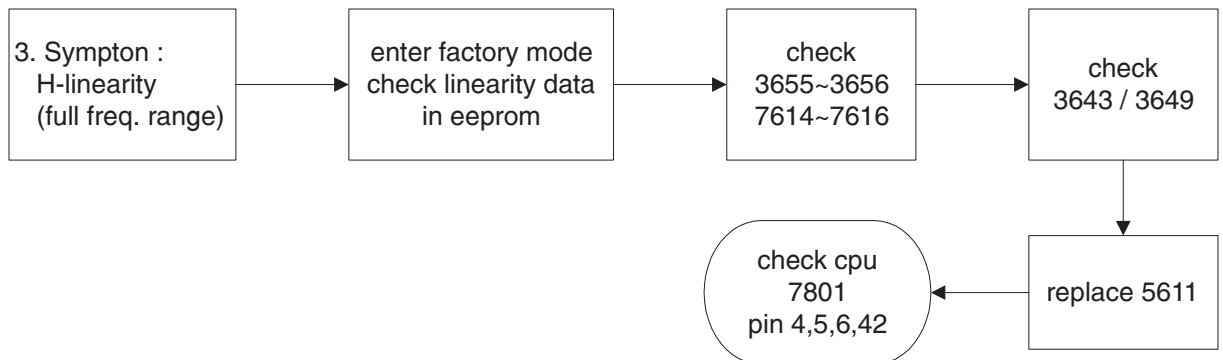 3. Sympton :
H-linearity
(full freq. range)
enter factory mode
check linearity data
in eeprom
check
3655~3656
7614~7616
check
3643 / 3649
replace 5611
check cpu
7801
pin 4,5,6,42